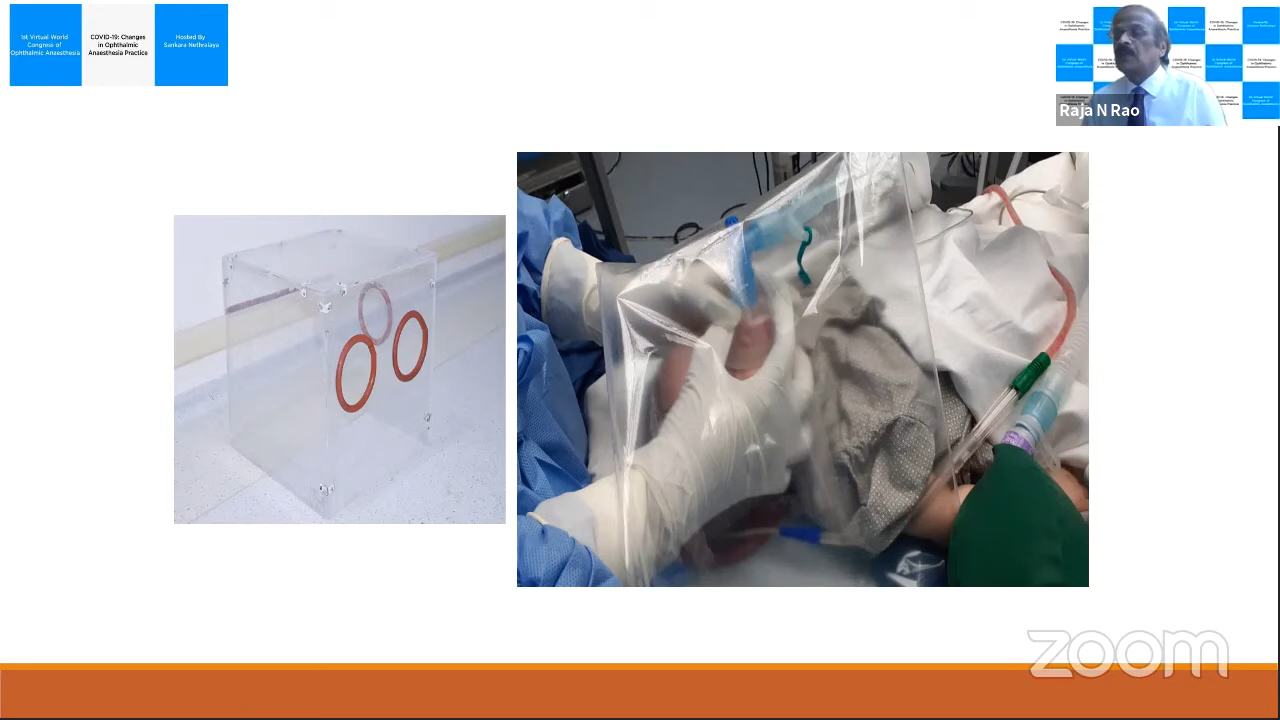 1st Virtual World
Congress of
Ophthalmic Anaesthesia
COVID-19: Changes
in Ophthalmic
Anaesthesia Practice
Hosted By
Sankara Nethralaya
Raja N Rao
zoom